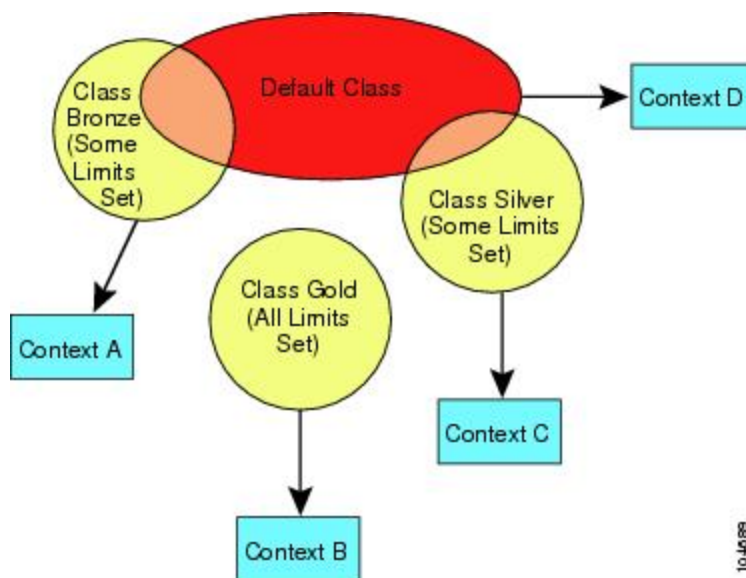 Default Class
Class
Bronze
(Some
Limits
Set)
Context D
Class Silver
(Some Limits
Set)
Class Gold
(All Limits
Set)
Context A
Context C
Context B
104689